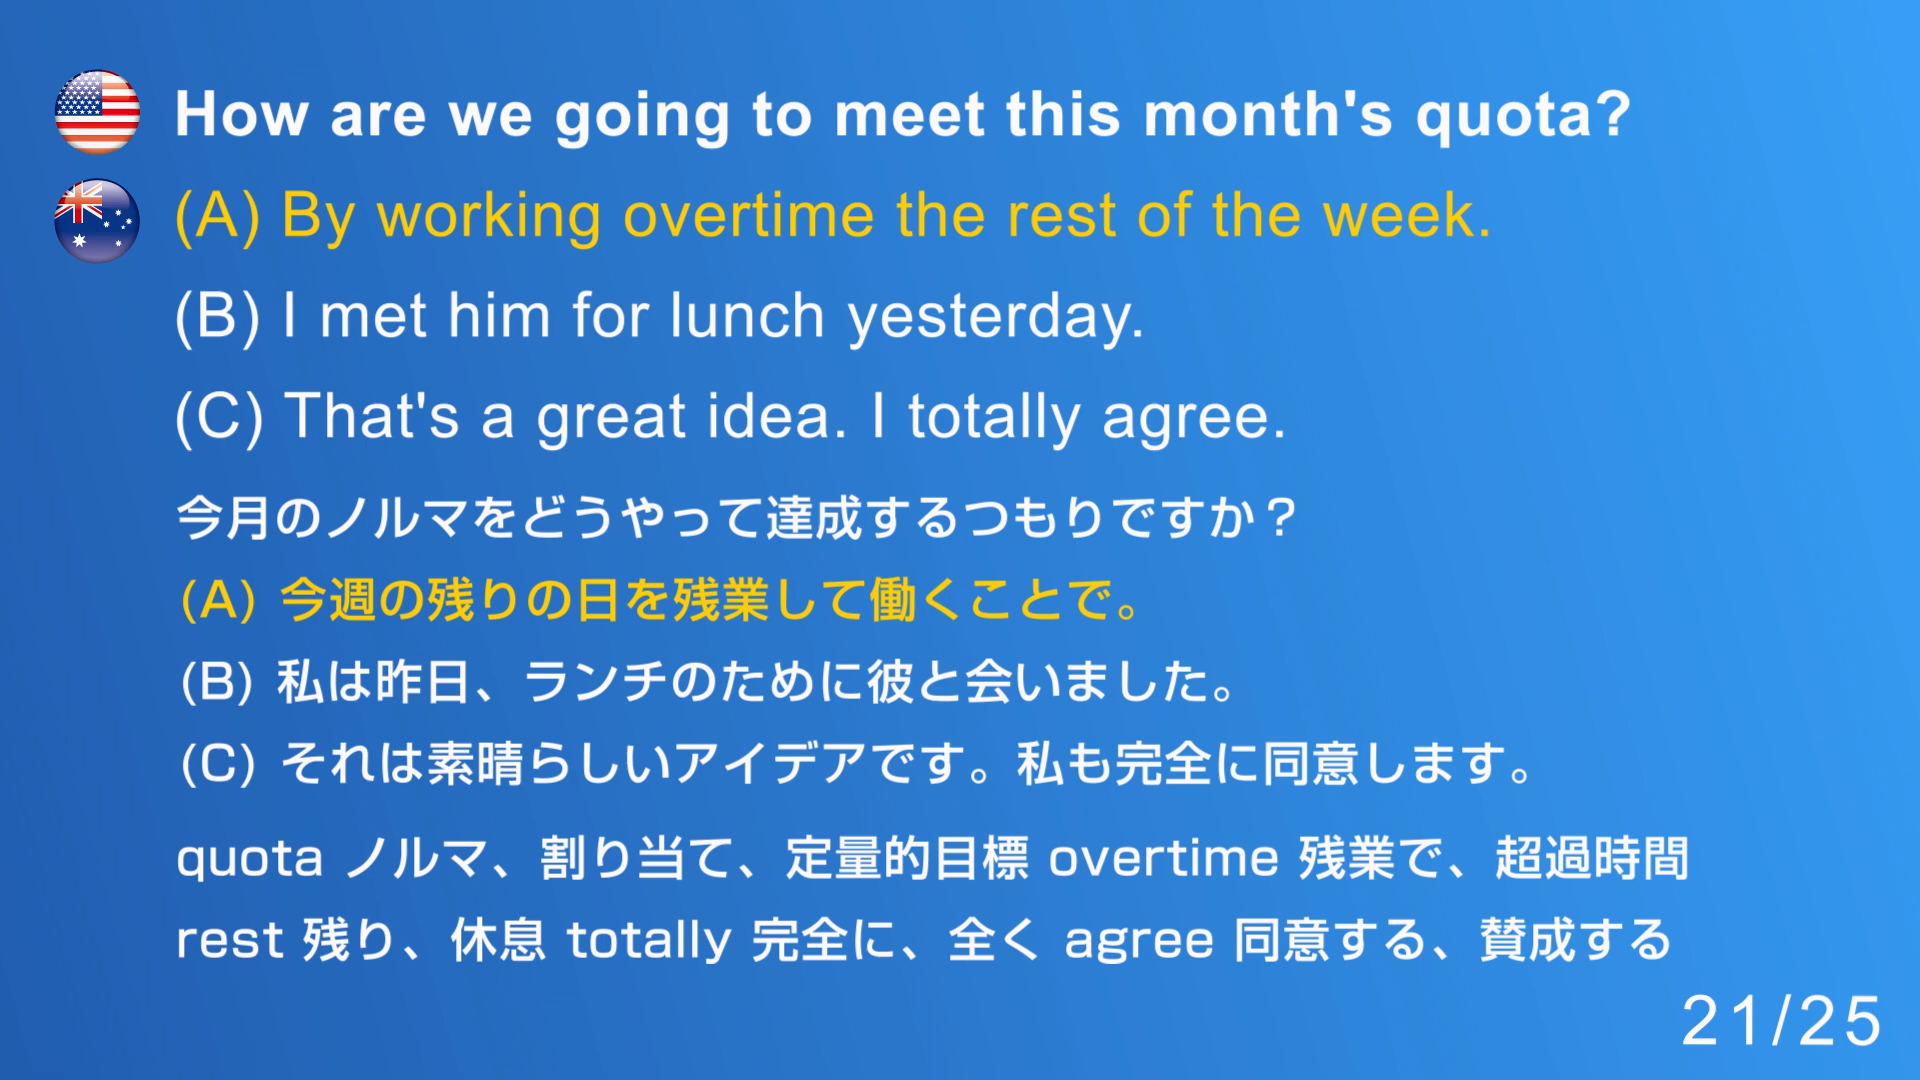 How are we going to meet this month's quota?
(A) By working overtime the rest of the week.
(B) I met him for lunch yesterday.
(C) That's a great idea. I totally agree.
今月のノルマをどうやって達成するつもりですか？
(A) 今週の残りの日を残業して働くことで。
(B) 私は昨日、ランチのために彼と会いました。
(C) それは素晴らしいアイデアです。私も完全に同意します。
quota ノルマ、割り当て、定量的目標 overtime 残業で、超過時間
rest 残り、休息 totally 完全に、全く agree 同意する、賛成する
21/25